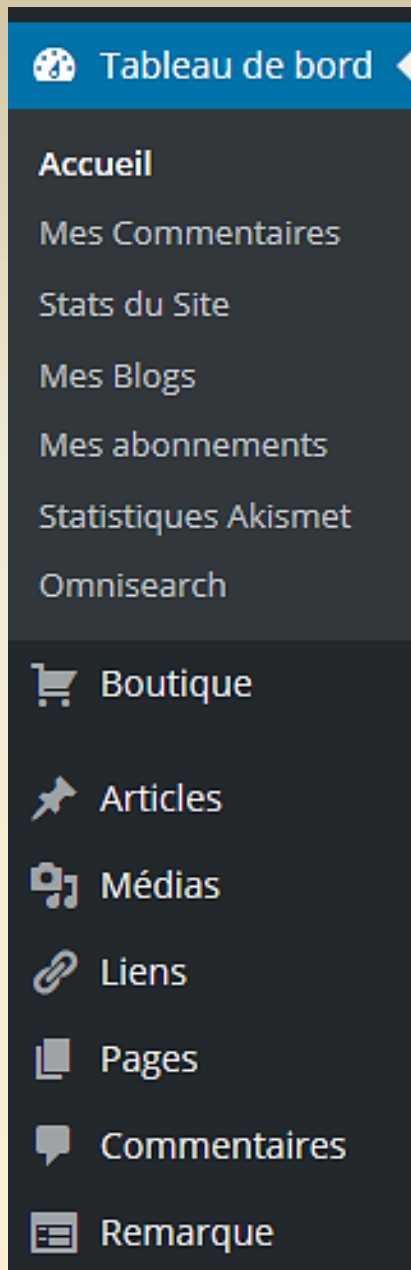 Tableau de bord
Accueil
Mes Commentaires
Stats du Site
Mes Blogs
Mes abonnements
Statistiques Akismet
Omnisearch
Boutique
Articles
Médias
Liens
Pages
Commentaires
Remarque